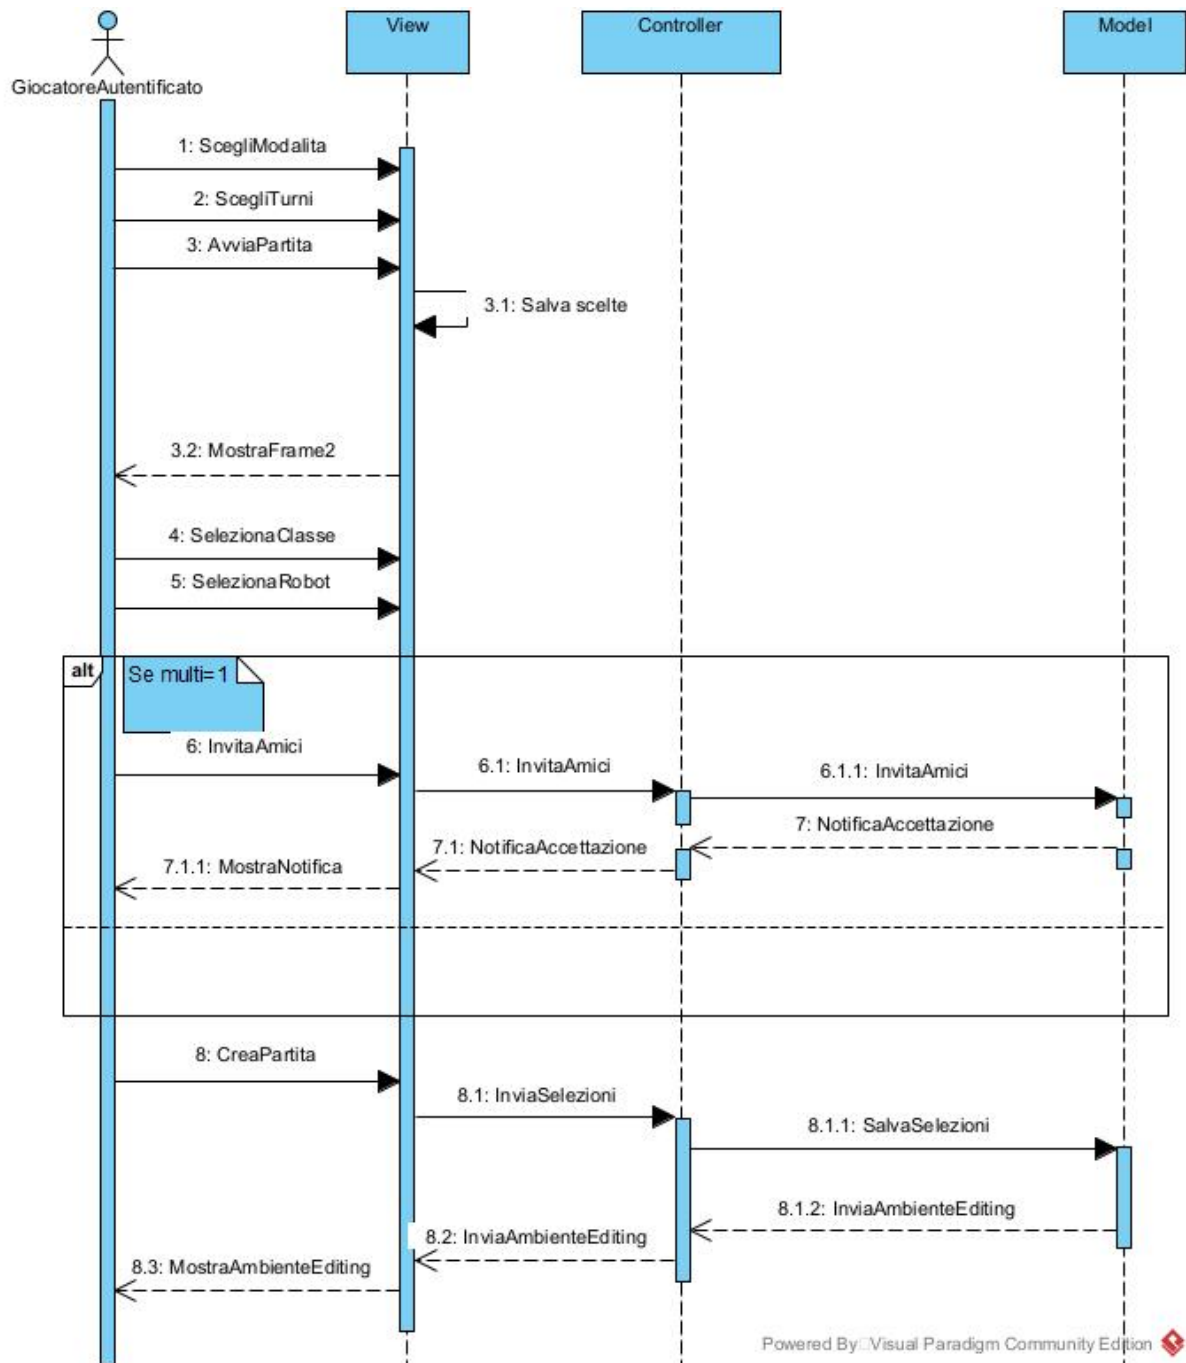 View
Controller
Model
GiocatoreAutentificato
1: ScegliModalita
2: ScegliTurni
3: AvviaPartita
3.1: Salva scelte
3.2: MostraFrame2
4: SelezionaClasse
5: SelezionaRobot
alt
Se multi=1
6: InvitaAmici
6.1: InvitaAmici
6.1.1: InvitaAmici
7: NotificaAccettazione
7.1: NotificaAccettazione
7.1.1: MostraNotifica
8: CreaPartita
8.1: InviaSelezioni
8.1.1: SalvaSelezioni
8.1.2: InviaAmbienteEditing
8.2: InviaAmbienteEditing
8.3: MostraAmbienteEditing
Powered By Visual Paradigm Community Edition